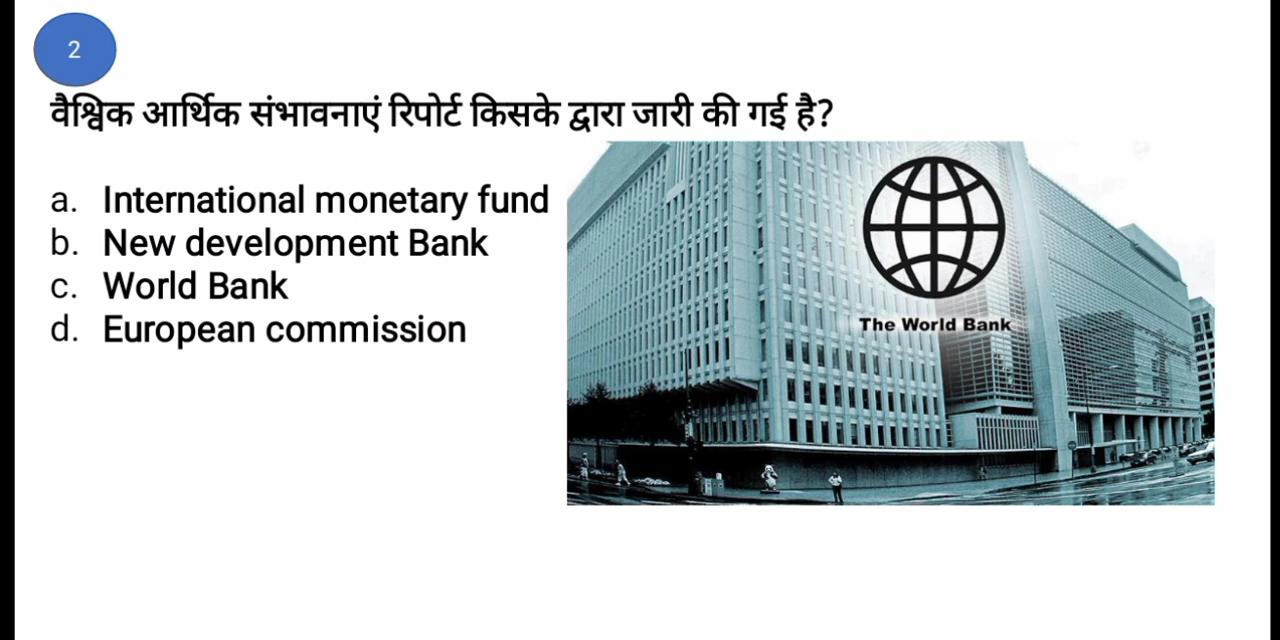 2
वैश्विक आर्थिक संभावनाएं रिपोर्ट किसके द्वारा जारी की गई है?
a. International monetary fund
b. New development Bank
c. World Bank
d. European commission
The World Bank